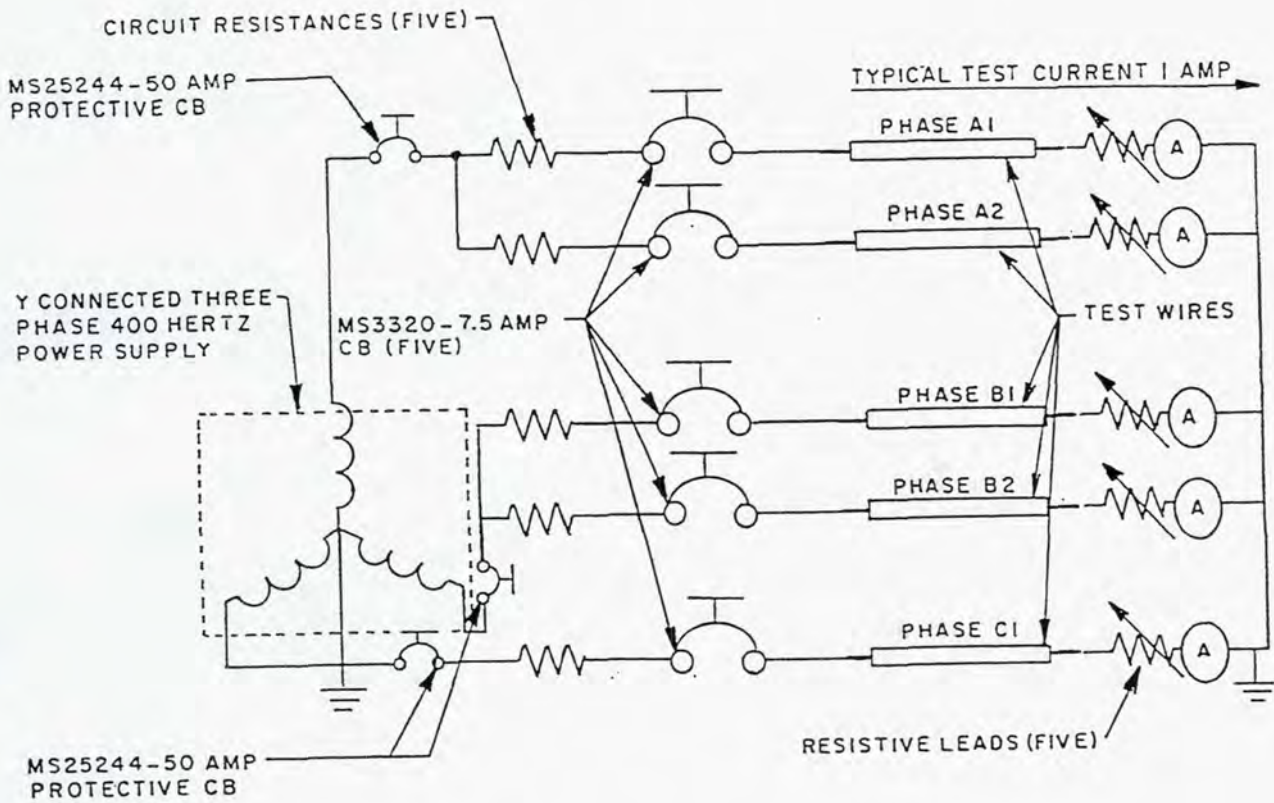 CIRCUIT RESISTANCES (FIVE)
MS25244-50 AMP
PROTECTIVE CB
TYPICAL TEST CURRENT 1 AMP
PHASE A1
A
PHASE A2
A
Y CONNECTED THREE
PHASE 400 HERTZ
POWER SUPPLY
MS3320-7.5 AMP
CB (FIVE)
TEST WIRES
PHASE B1
A
PHASE B2
A
PHASE C1
A
RESISTIVE LEADS (FIVE)
MS25244-50 AMP
PROTECTIVE CB